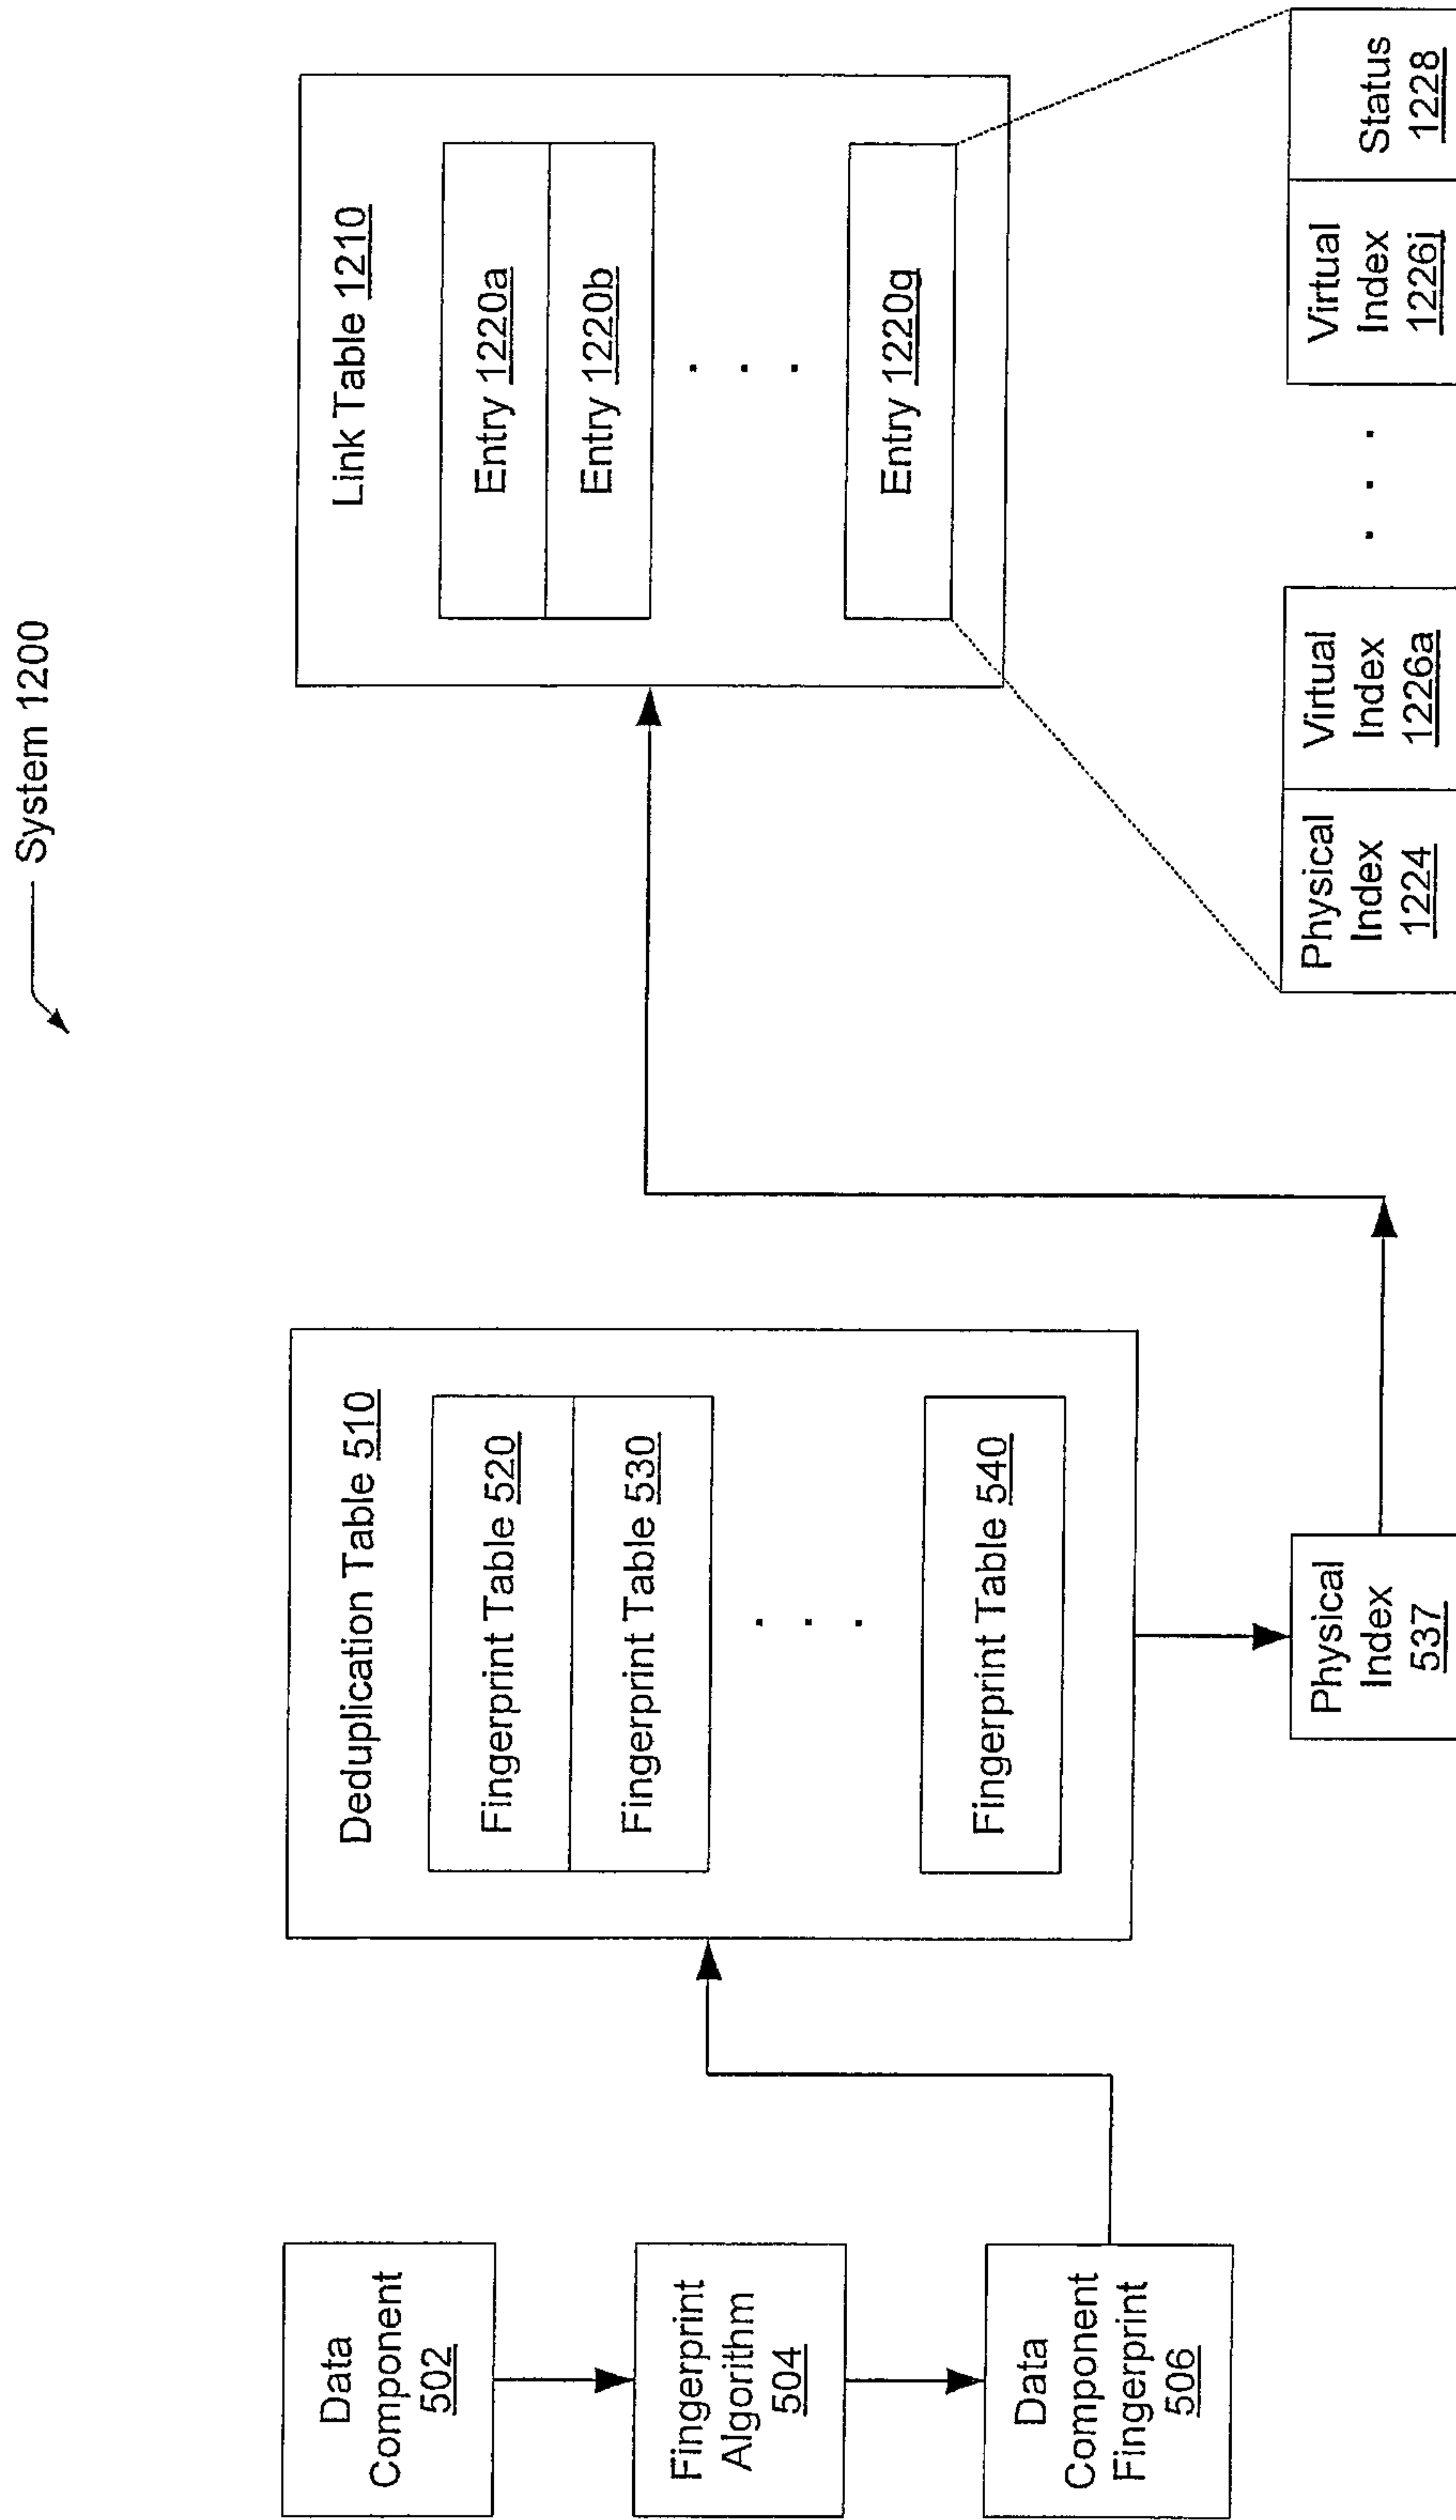 System 1200
Data
Component
502
Fingerprint
Algorithm
504
Data
Component
Fingerprint
506
Deduplication Table 510
Fingerprint Table 520
Fingerprint Table 530
. . .
Fingerprint Table 540
Physical
Index
537
Link Table 1210
Entry 1220a
Entry 1220b
. . .
Entry 1220g
Physical
Index
1224
Virtual
Index
1226a
. . .
Virtual
Index
1226j
Status
1228